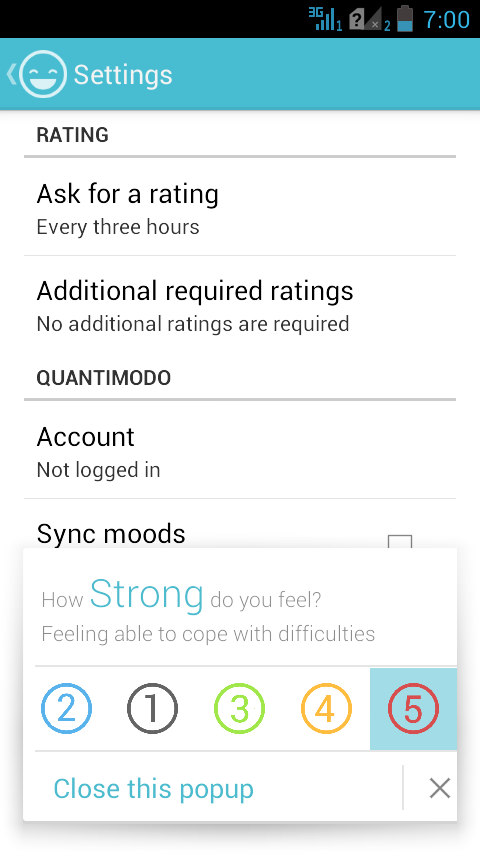 3G 1 ? 2 7:00
Settings
RATING
Ask for a rating
Every three hours
Additional required ratings
No additional ratings are required
QUANTIMODO
Account
Not logged in
Sync moods
How Strong do you feel?
Feeling able to cope with difficulties
2 1 3 4 5
Close this popup